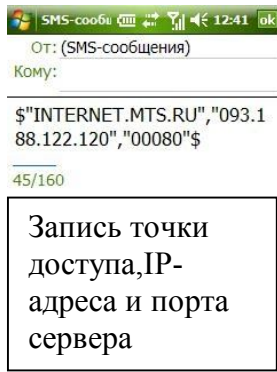 SMS-сообщ 12:41 ok
От: (SMS-сообщения)
Кому:
$"INTERNET.MTS.RU","093.1
88.122.120","00080"$
45/160
Запись точки
доступа,IP-
адреса и порта
сервера